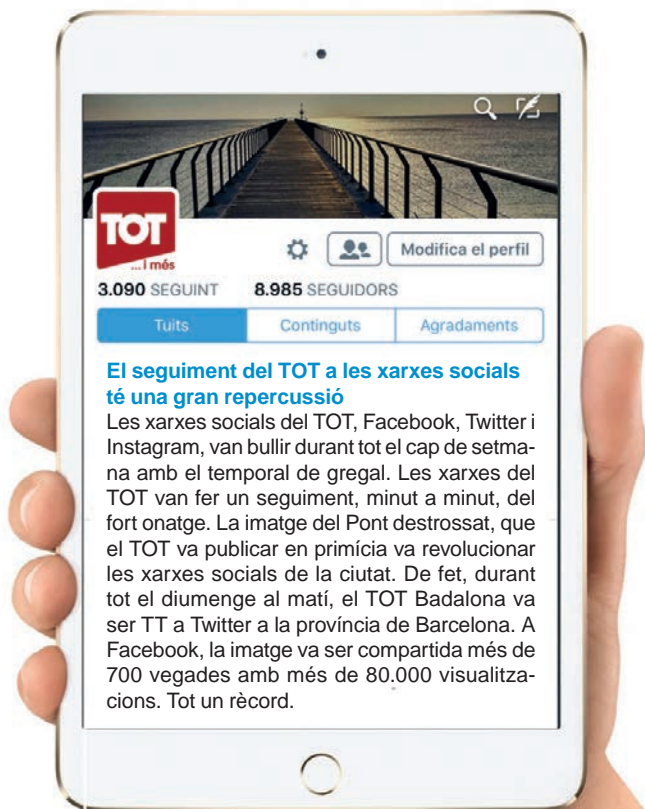 TOT
...i més
Modifica el perfil
3.090 SEGUINT 8.985 SEGUIDORS
Tuits Continguts Agradaments
El seguiment del TOT a les xarxes socials
té una gran repercussió
Les xarxes socials del TOT, Facebook, Twitter i
Instagram, van bullir durant tot el cap de setma-
na amb el temporal de gregal. Les xarxes del
TOT van fer un seguiment, minut a minut, del
fort onatge. La imatge del Pont destrossat, que
el TOT va publicar en primícia va revolucionar
les xarxes socials de la ciutat. De fet, durant
tot el diumenge al matí, el TOT Badalona va
ser TT a Twitter a la província de Barcelona. A
Facebook, la imatge va ser compartida més de
700 vegades amb més de 80.000 visualitza-
cions. Tot un rècord.